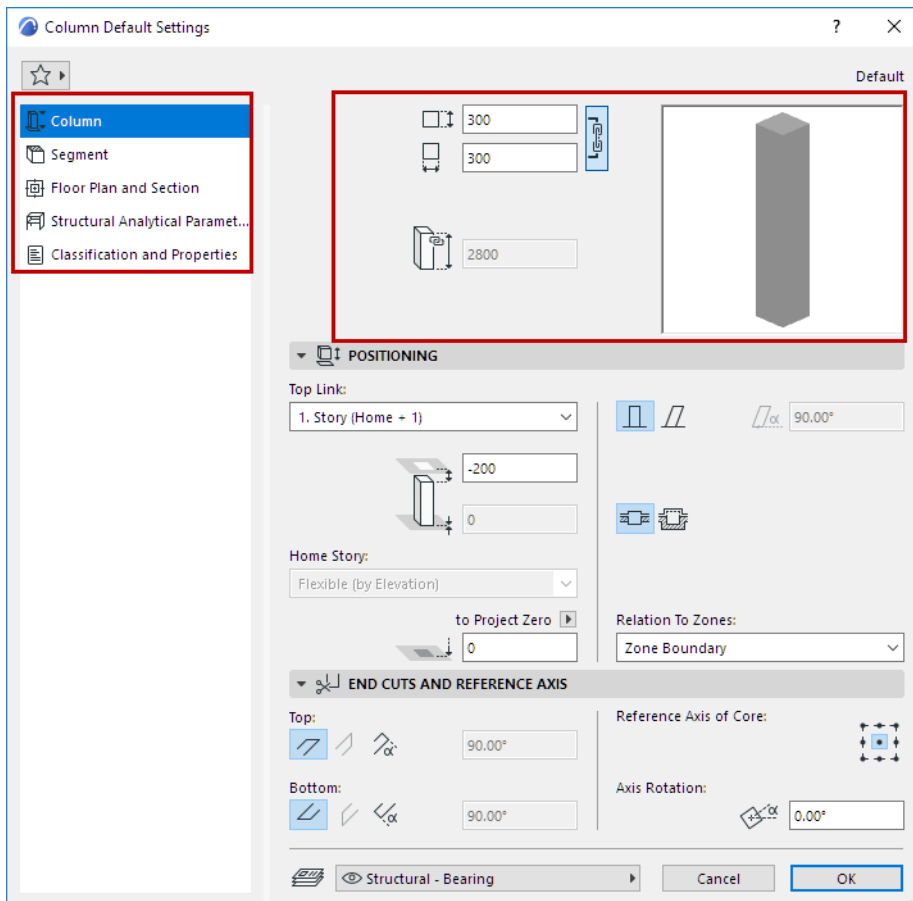 Column Default Settings
?
Default
Column
Segment
Floor Plan and Section
Structural Analytical Paramet...
Classification and Properties
300
300
2800
POSITIONING
Top Link:
1. Story (Home + 1)
-200
0
Home Story:
Flexible (by Elevation)
to Project Zero
0
α 90.00°
Relation To Zones:
Zone Boundary
END CUTS AND REFERENCE AXIS
Top:
α 90.00°
Bottom:
α 90.00°
Reference Axis of Core:
Axis Rotation:
α 0.00°
Structural - Bearing
Cancel
OK